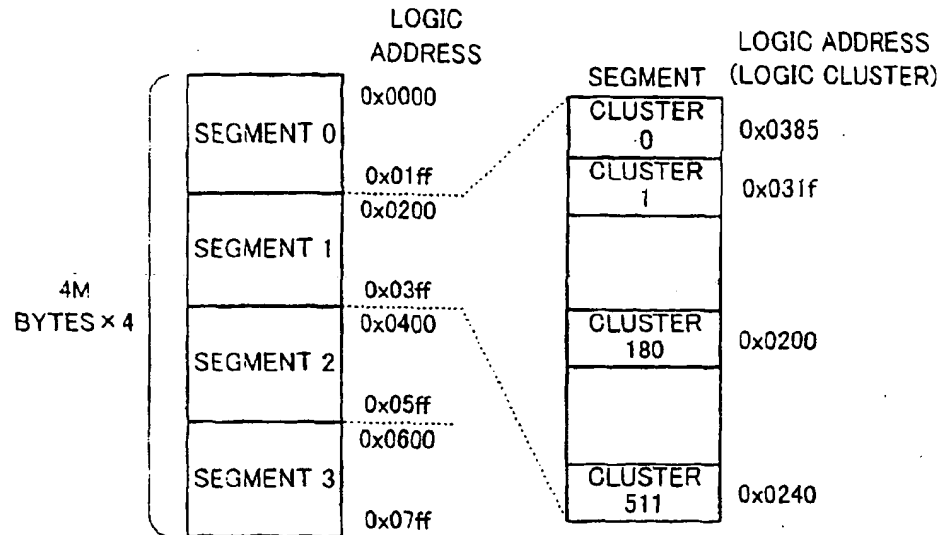 LOGIC
ADDRESS
4M
BYTES×4
SEGMENT 0
0x0000
0x01ff
SEGMENT 1
0x0200
0x03ff
SEGMENT 2
0x0400
0x05ff
SEGMENT 3
0x0600
0x07ff
SEGMENT
LOGIC ADDRESS
(LOGIC CLUSTER)
CLUSTER
0
0x0385
CLUSTER
1
0x031f
CLUSTER
180
0x0200
CLUSTER
511
0x0240